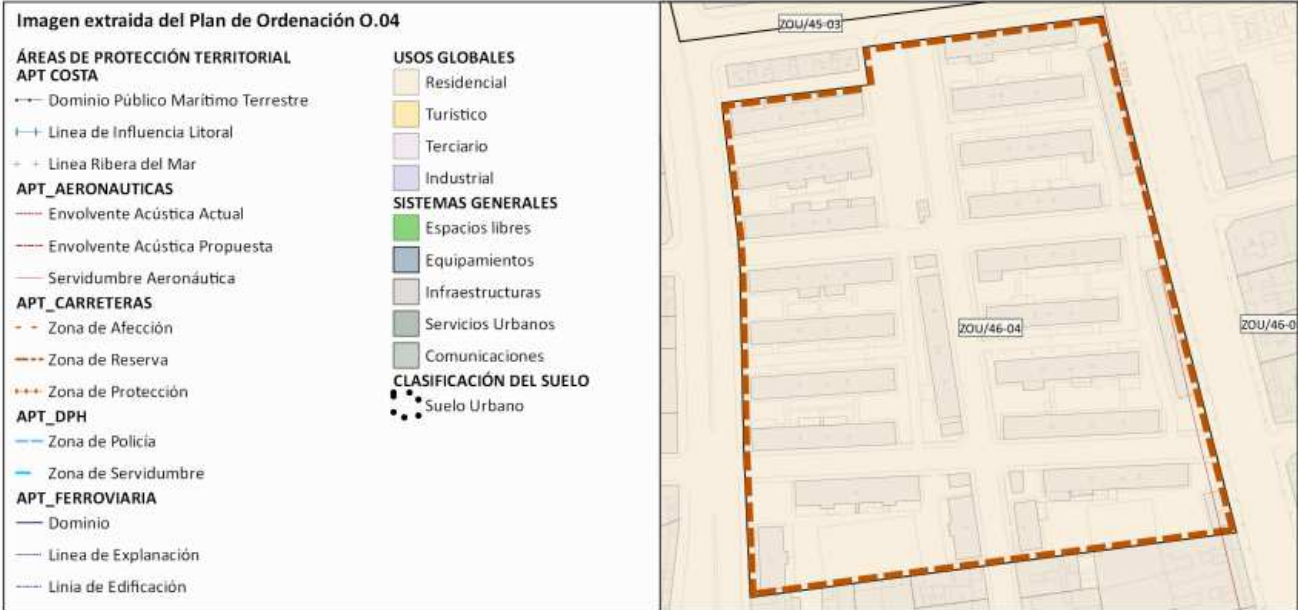 Imagen extraida del Plan de Ordenación O.04
ÁREAS DE PROTECCIÓN TERRITORIAL
APT COSTA
Dominio Público Marítimo Terrestre
Linea de Influencia Litoral
Linea Ribera del Mar
APT_AERONAUTICAS
Envolvente Acústica Actual
Envolvente Acústica Propuesta
Servidumbre Aeronáutica
APT_CARRETERAS
Zona de Afección
Zona de Reserva
Zona de Protección
APT_DPH
Zona de Policía
Zona de Servidumbre
APT_FERROVIARIA
Dominio
Linea de Explanación
Linia de Edificación
USOS GLOBALES
Residencial
Turístico
Terciario
Industrial
SISTEMAS GENERALES
Espacios libres
Equipamientos
Infraestructuras
Servicios Urbanos
Comunicaciones
CLASIFICACIÓN DEL SUELO
Suelo Urbano
ZOU/45-03
ZOU/46-04
ZOU/46-0